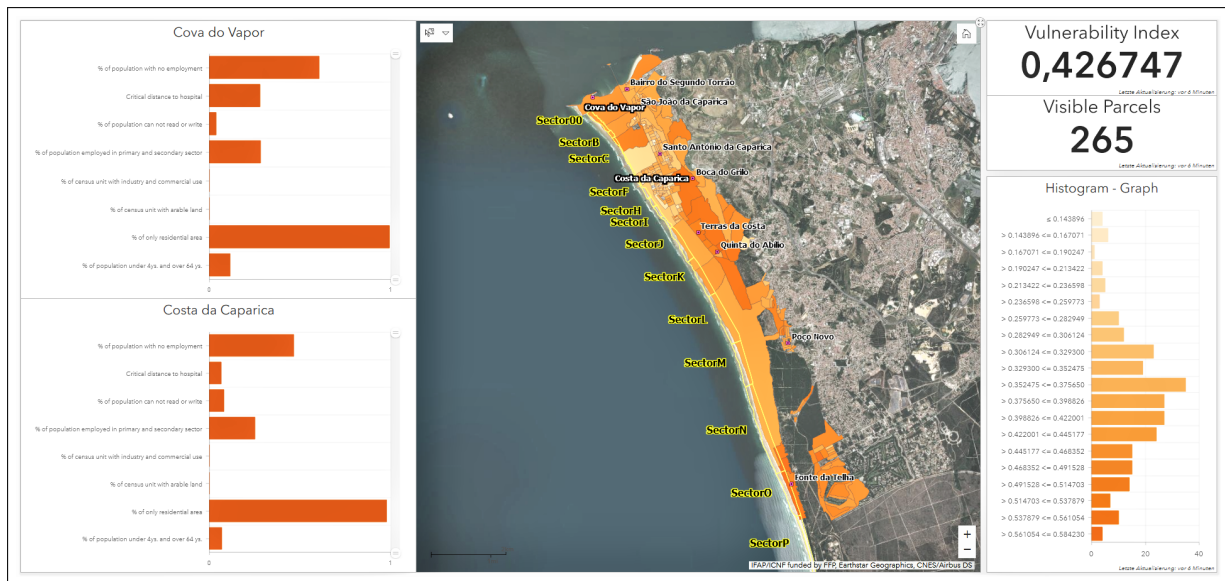 Cova do Vapor
% of population with no employment
Critical distance to hospital
% of population can not read or write
% of population employed in primary and secondary sector
% of census unit with industry and commercial use
% of census unit with arable land
% of only residential area
% of population under 4ys. and over 64 ys.
0
1
Costa da Caparica
% of population with no employment
Critical distance to hospital
% of population can not read or write
% of population employed in primary and secondary sector
% of census unit with industry and commercial use
% of census unit with arable land
% of only residential area
% of population under 4ys. and over 64 ys.
0
1
Bairro do Segundo Torrão
Cova do Vapor
São João da Caparica
Sector00
SectorB
Santo António da Caparica
SectorC
Boca do Grilo
Costa da Caparica
SectorF
SectorH
SectorI
Terras da Costa
SectorJ
Quinta do Abílio
SectorK
SectorL
Poço Novo
SectorM
SectorN
Fonte da Telha
SectorO
SectorP
+
−
IFAP/ICNF funded by FFP, Earthstar Geographics, CNES/Airbus DS
Vulnerability Index
0,426747
Letzte Aktualisierung: vor 6 Minuten
Visible Parcels
265
Letzte Aktualisierung: vor 6 Minuten
Histogram - Graph
≤ 0.143896
> 0.143896 <= 0.167071
> 0.167071 <= 0.190247
> 0.190247 <= 0.213422
> 0.213422 <= 0.236598
> 0.236598 <= 0.259773
> 0.259773 <= 0.282949
> 0.282949 <= 0.306124
> 0.306124 <= 0.329300
> 0.329300 <= 0.352475
> 0.352475 <= 0.375650
> 0.375650 <= 0.398826
> 0.398826 <= 0.422001
> 0.422001 <= 0.445177
> 0.445177 <= 0.468352
> 0.468352 <= 0.491528
> 0.491528 <= 0.514703
> 0.514703 <= 0.537879
> 0.537879 <= 0.561054
> 0.561054 <= 0.584230
0 20 40
Letzte Aktualisierung: vor 6 Minuten